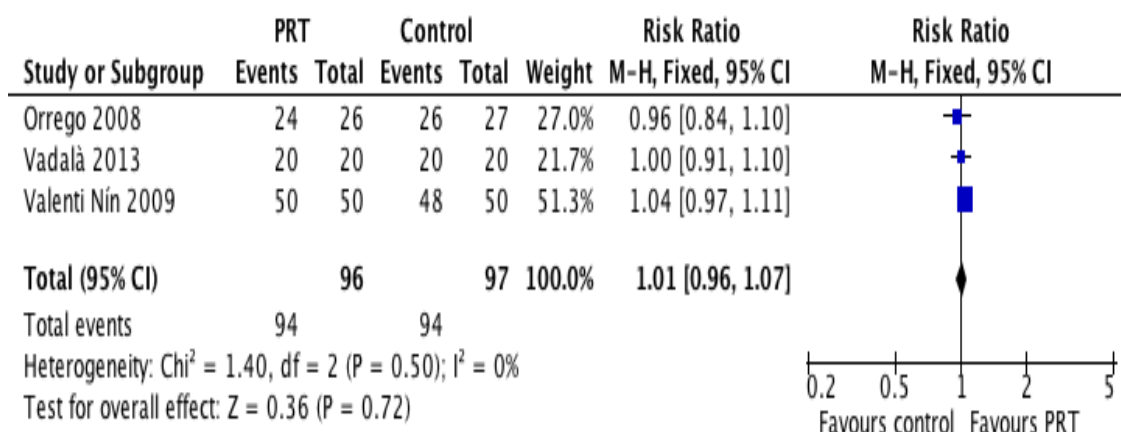 PRT Control Risk Ratio Risk Ratio
Study or Subgroup Events Total Events Total Weight M-H, Fixed, 95% CI M-H, Fixed, 95% CI
Orrego 2008 24 26 26 27 27.0% 0.96 [0.84, 1.10]
Vadalà 2013 20 20 20 20 21.7% 1.00 [0.91, 1.10]
Valenti Nín 2009 50 50 48 50 51.3% 1.04 [0.97, 1.11]
Total (95% CI) 96 97 100.0% 1.01 [0.96, 1.07]
Total events 94 94
Heterogeneity: Chi² = 1.40, df = 2 (P = 0.50); I² = 0%
Test for overall effect: Z = 0.36 (P = 0.72)
0.2 0.5 1 2 5
Favours control Favours PRT